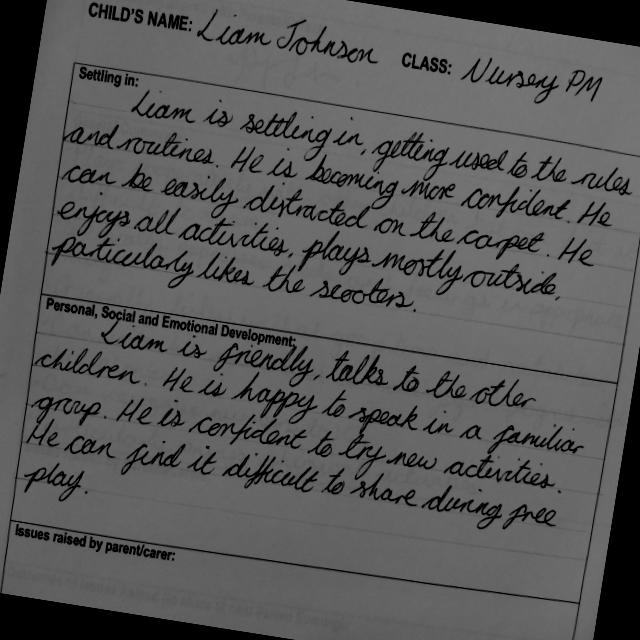 CHILD'S NAME: Liam Johnson CLASS: Nursery PM
Settling in:
Liam is settling in, getting used to the rules
and routines. He is becoming more confident. He
can be easily distracted on the carpet. He
enjoys all activities, plays mostly outside,
particularly likes the scooters.
Personal, Social and Emotional Development:
Liam is friendly, talks to the other
children. He is happy to speak in a familiar
group. He is confident to try new activities.
He can find it difficult to share during free
play.
Issues raised by parent/carer: